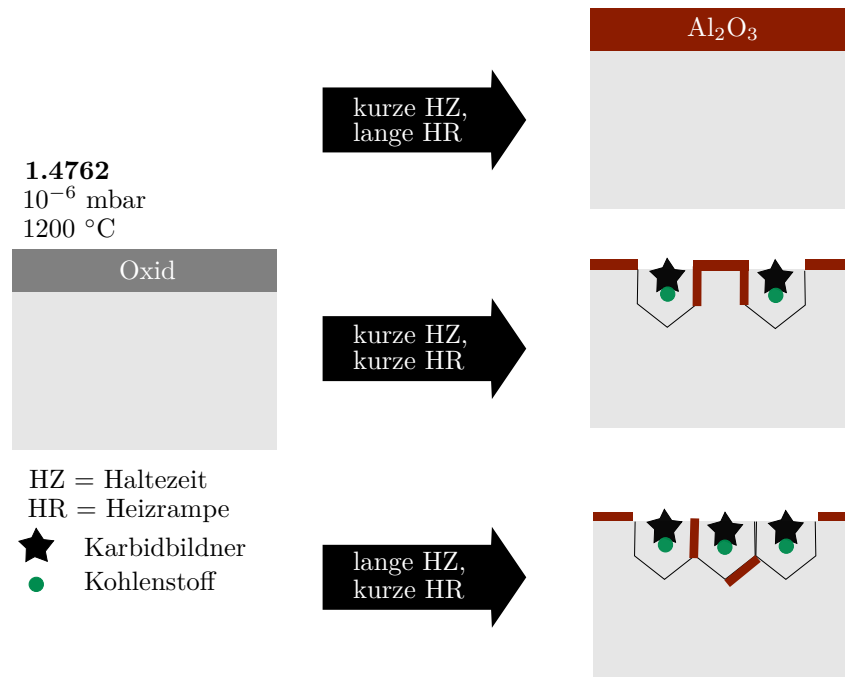 1.4762
10⁻⁶ mbar
1200 °C
Oxid
HZ = Haltezeit
HR = Heizrampe
Karbidbildner
Kohlenstoff
kurze HZ,
lange HR
kurze HZ,
kurze HR
lange HZ,
kurze HR
Al₂O₃